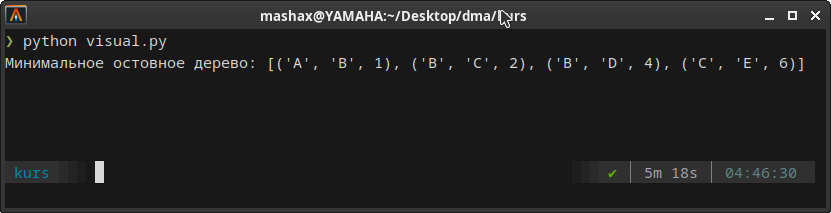 mashax@YAMAHA:~/Desktop/dma/kurs
❯ python visual.py
Минимальное остовное дерево: [('A', 'B', 1), ('B', 'C', 2), ('B', 'D', 4), ('C', 'E', 6)]
kurs ✔ 5m 18s 04:46:30